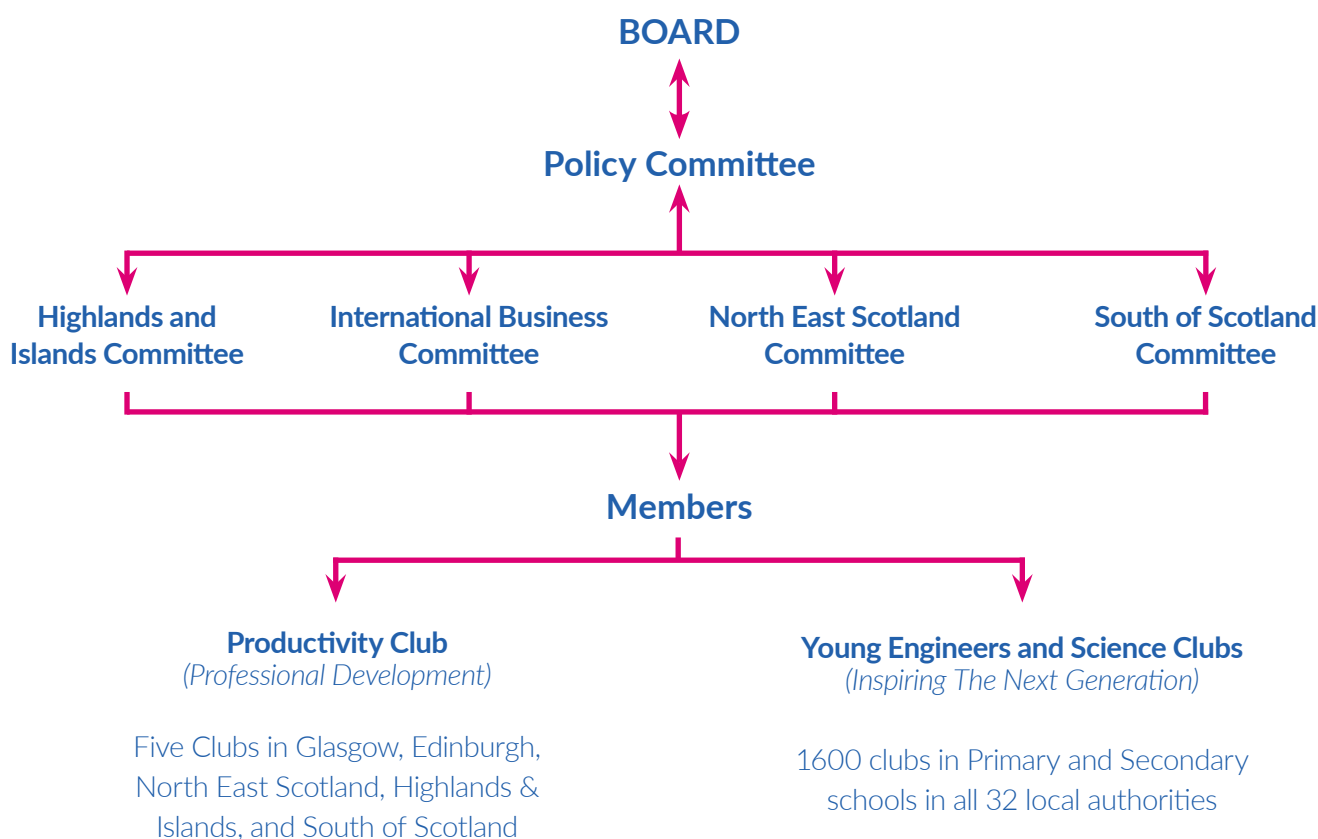 BOARD
Policy Committee
Highlands and
Islands Committee
International Business
Committee
North East Scotland
Committee
South of Scotland
Committee
Members
Productivity Club
(Professional Development)
Five Clubs in Glasgow, Edinburgh,
North East Scotland, Highlands &
Islands, and South of Scotland
Young Engineers and Science Clubs
(Inspiring The Next Generation)
1600 clubs in Primary and Secondary
schools in all 32 local authorities